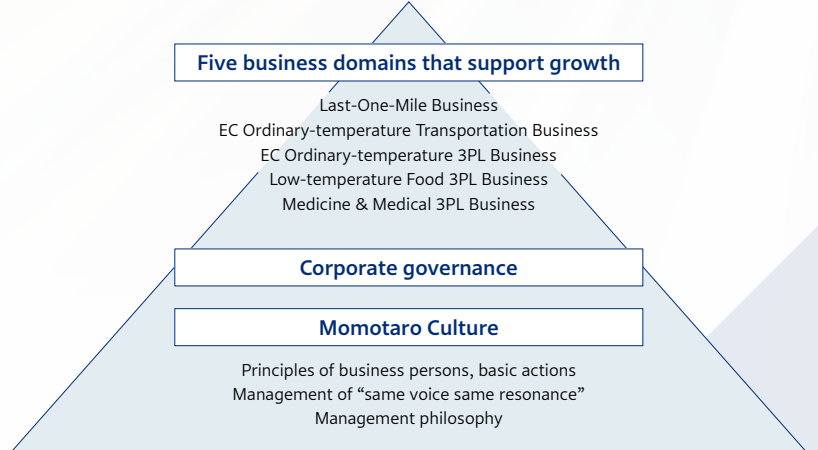 Five business domains that support growth
Last-One-Mile Business
EC Ordinary-temperature Transportation Business
EC Ordinary-temperature 3PL Business
Low-temperature Food 3PL Business
Medicine & Medical 3PL Business
Corporate governance
Momotaro Culture
Principles of business persons, basic actions
Management of “same voice same resonance”
Management philosophy